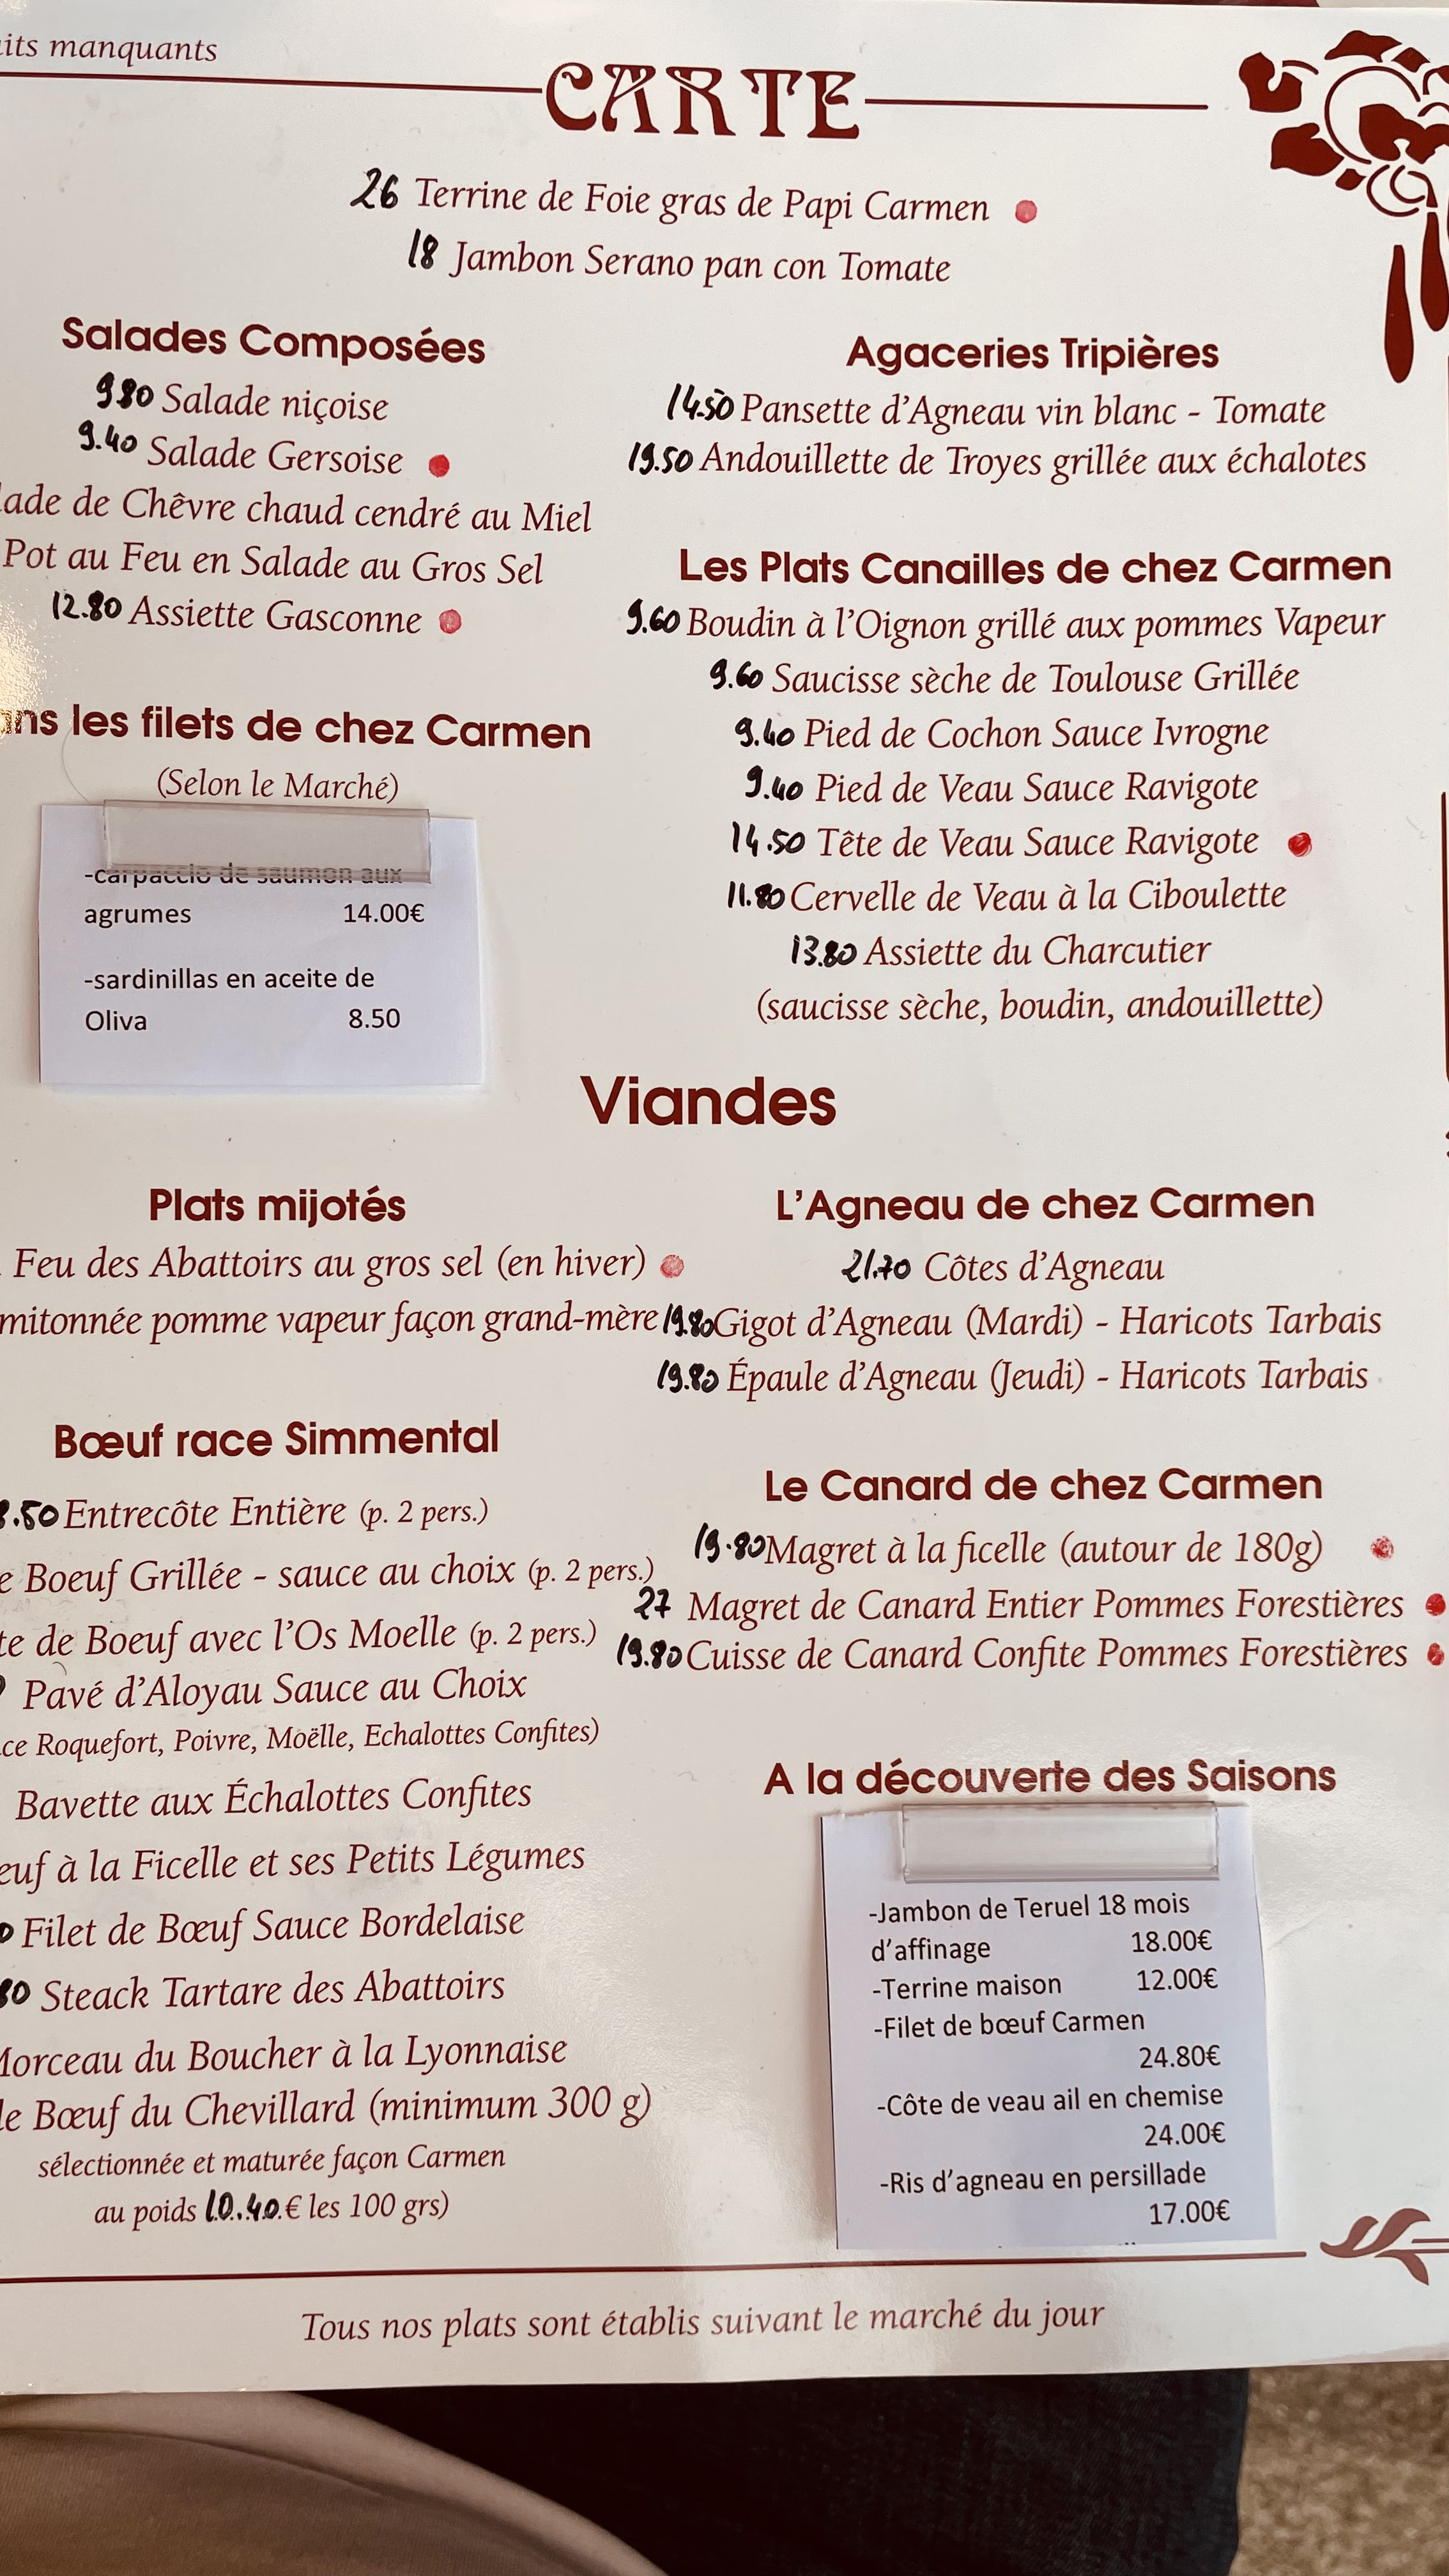 manquants
CARTE
26 Terrine de Foie gras de Papi Carmen
18 Jambon Serano pan con Tomate
Salades Composées
9.80 Salade niçoise
9.40 Salade Gersoise
de Chêvre chaud cendré au Miel
Pot au Feu en Salade au Gros Sel
12.80 Assiette Gasconne
les filets de chez Carmen
(Selon le Marché)
-carpaccio de saumon aux
agrumes 14.00€
-sardinillas en aceite de
Oliva 8.50
Agaceries Tripières
14.50 Pansette d'Agneau vin blanc - Tomate
19.50 Andouillette de Troyes grillée aux échalotes
Les Plats Canailles de chez Carmen
9.60 Boudin à l'Oignon grillé aux pommes Vapeur
9.60 Saucisse sèche de Toulouse Grillée
9.40 Pied de Cochon Sauce Ivrogne
9.40 Pied de Veau Sauce Ravigote
14.50 Tête de Veau Sauce Ravigote
11.80 Cervelle de Veau à la Ciboulette
13.80 Assiette du Charcutier
(saucisse sèche, boudin, andouillette)
Viandes
Plats mijotés
Feu des Abattoirs au gros sel (en hiver)
mitonnée pomme vapeur façon grand-mère
Bœuf race Simmental
Entrecôte Entière (p. 2 pers.)
Boeuf Grillée - sauce au choix (p. 2 pers.)
de Boeuf avec l'Os Moelle (p. 2 pers.)
Pavé d'Aloyau Sauce au Choix
Roquefort, Poivre, Moëlle, Echalottes Confites)
Bavette aux Échalottes Confites
à la Ficelle et ses Petits Légumes
Filet de Bœuf Sauce Bordelaise
Steack Tartare des Abattoirs
Morceau du Boucher à la Lyonnaise
Bœuf du Chevillard (minimum 300 g)
sélectionnée et maturée façon Carmen
au poids 10.40 € les 100 grs)
L'Agneau de chez Carmen
21.70 Côtes d'Agneau
19.80 Gigot d'Agneau (Mardi) - Haricots Tarbais
19.80 Épaule d'Agneau (Jeudi) - Haricots Tarbais
Le Canard de chez Carmen
19.80 Magret à la ficelle (autour de 180g)
27 Magret de Canard Entier Pommes Forestières
19.80 Cuisse de Canard Confite Pommes Forestières
A la découverte des Saisons
-Jambon de Teruel 18 mois
d'affinage 18.00€
-Terrine maison 12.00€
-Filet de bœuf Carmen
24.80€
-Côte de veau ail en chemise
24.00€
-Ris d'agneau en persillade
17.00€
Tous nos plats sont établis suivant le marché du jour